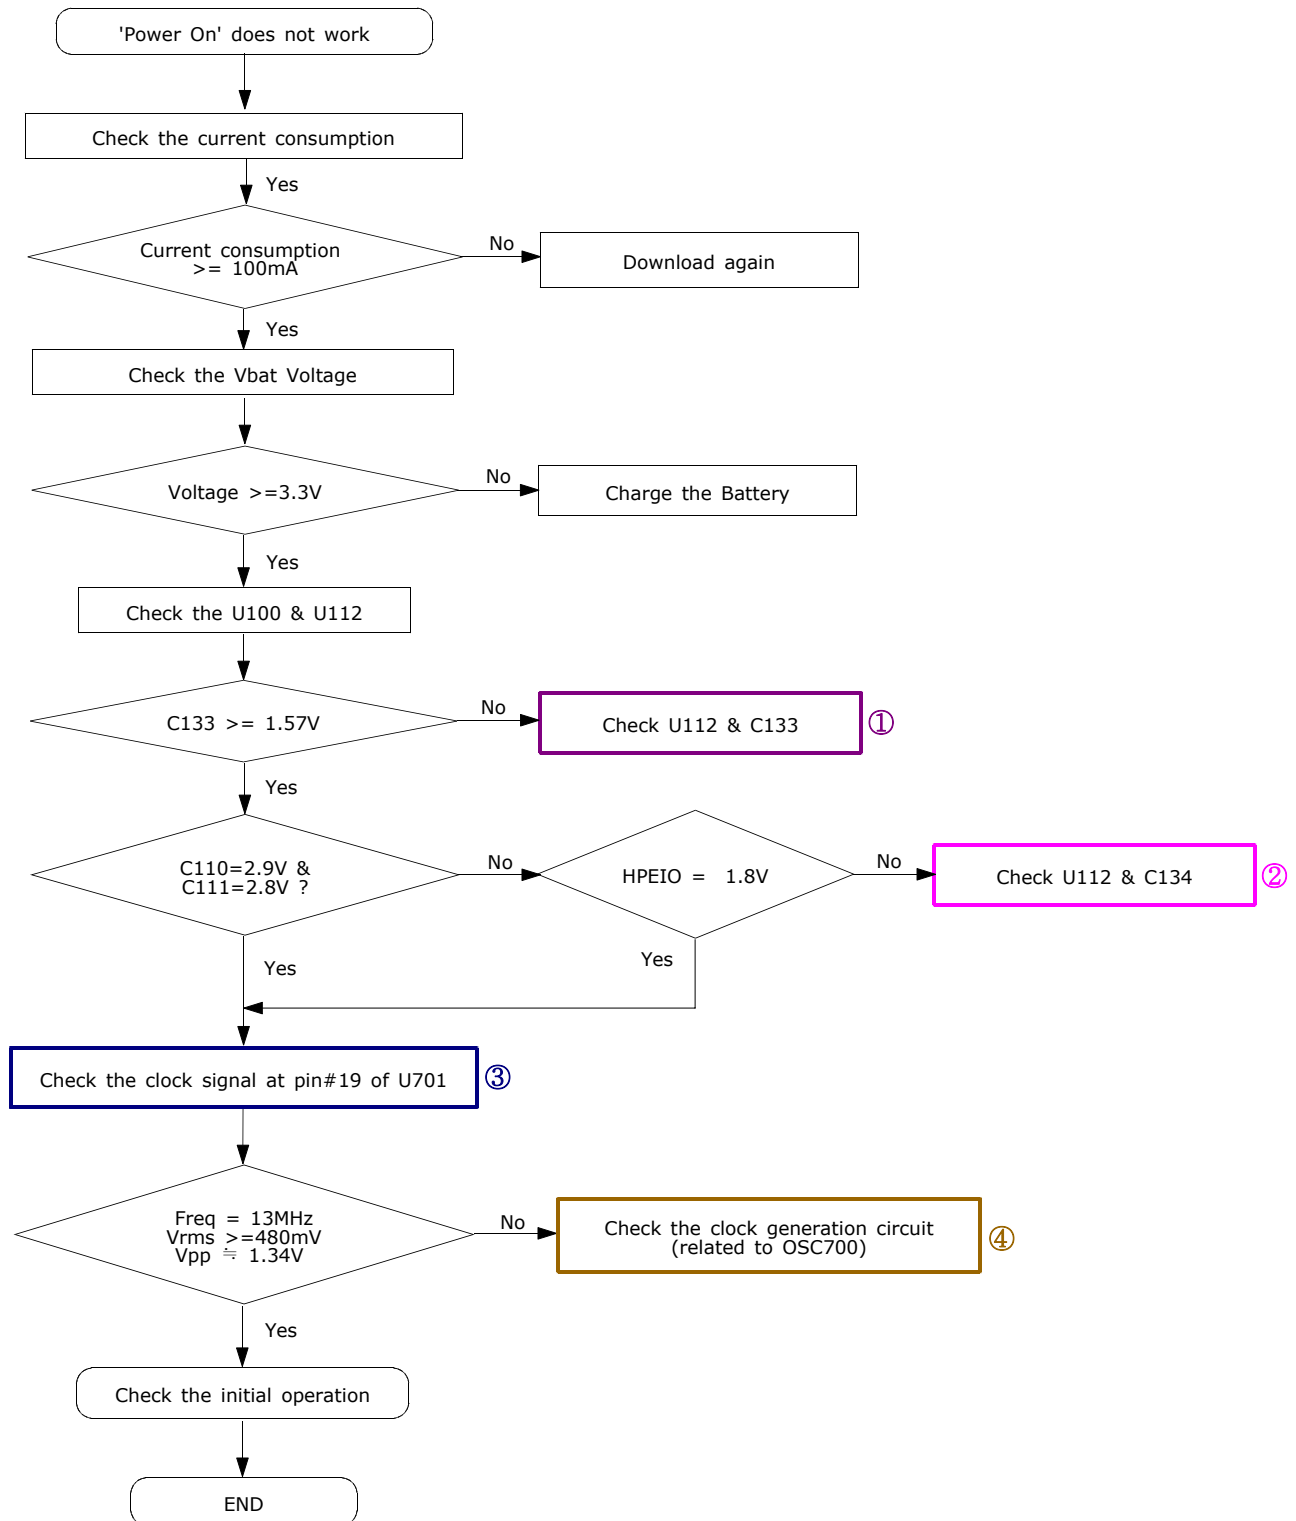 'Power On' does not work
Check the current consumption
Yes
Current consumption
>= 100mA
No
Download again
Yes
Check the Vbat Voltage
Voltage >=3.3V
No
Charge the Battery
Yes
Check the U100 & U112
C133 >= 1.57V
No
Check U112 & C133
①
Yes
C110=2.9V &
C111=2.8V ?
No
HPEIO = 1.8V
No
Check U112 & C134
②
Yes
Yes
Check the clock signal at pin#19 of U701
③
Freq = 13MHz
Vrms >=480mV
Vpp ≒ 1.34V
No
Check the clock generation circuit
(related to OSC700)
④
Yes
Check the initial operation
END